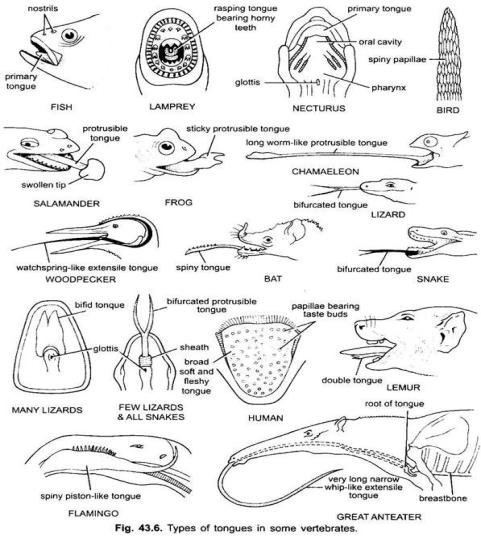 nostrils
primary
tongue
FISH
rasping tongue
bearing horny
teeth
LAMPREY
primary tongue
oral cavity
glottis
pharynx
NECTURUS
spiny papillae
BIRD
protrusible
tongue
swollen tip
SALAMANDER
sticky protrusible tongue
FROG
long worm-like protrusible tongue
CHAMAELEON
bifurcated tongue
LIZARD
watchspring-like extensile tongue
WOODPECKER
spiny tongue
BAT
bifurcated tongue
SNAKE
bifid tongue
glottis
MANY LIZARDS
bifurcated protrusible
tongue
sheath
FEW LIZARDS
& ALL SNAKES
broad
soft and
fleshy
tongue
papillae bearing
taste buds
HUMAN
double tongue
LEMUR
spiny piston-like tongue
FLAMINGO
root of tongue
very long narrow
whip-like extensile
tongue
breastbone
GREAT ANTEATER
Fig. 43.6. Types of tongues in some vertebrates.